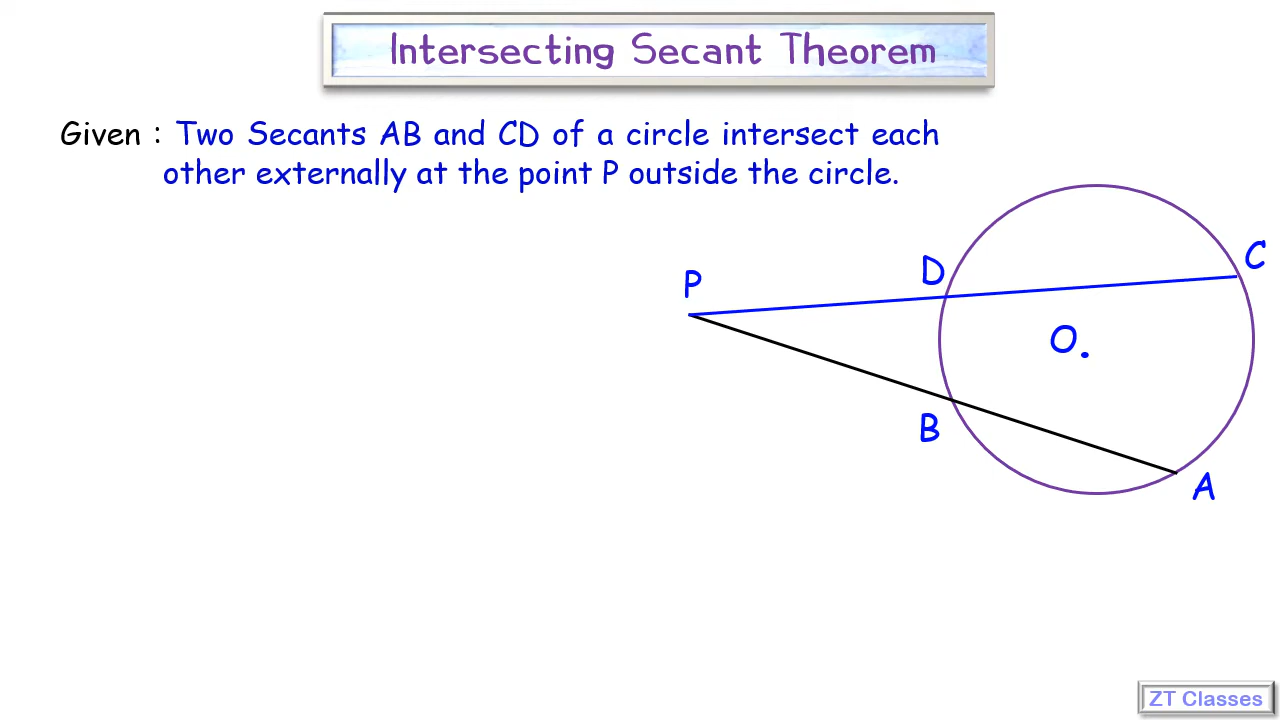 Intersecting Secant Theorem
Given : Two Secants AB and CD of a circle intersect each
other externally at the point P outside the circle.
C
D
P
O.
B
A
ZT Classes